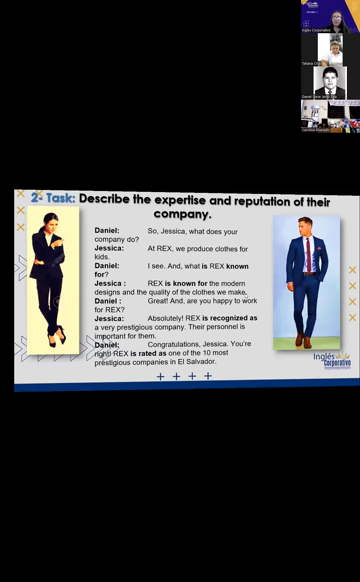 Inglés Corporativo
2- Task: Describe the expertise and reputation of their
company.
Daniel: So, Jessica, what does your
company do?
Jessica: At REX, we produce clothes for
kids.
Daniel: I see. And, what is REX known
for?
Jessica : REX is known for the modern
designs and the quality of the clothes we make.
Daniel : Great! And, are you happy to work
for REX?
Jessica: Absolutely! REX is recognized as
a very prestigious company. Their personnel is
important for them.
Daniel: Congratulations, Jessica. You're
right! REX is rated as one of the 10 most
prestigious companies in El Salvador.
Inglés
Corporativo